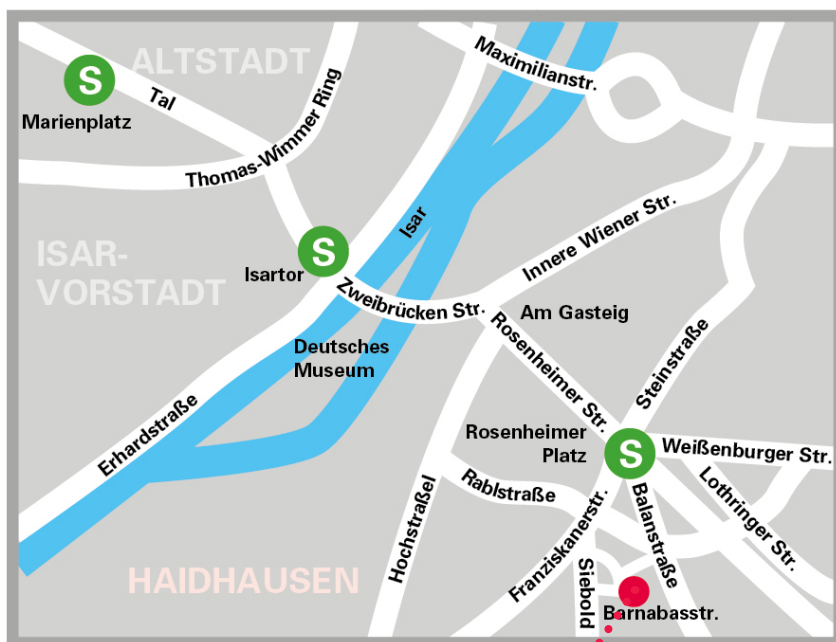 ALTSTADT
S
Marienplatz
Tal
Thomas-Wimmer Ring
Maximilianstr.
ISAR-
VORSTADT
S
Isartor
Isar
Zweibrücken Str.
Innere Wiener Str.
Am Gasteig
Deutsches
Museum
Erhardstraße
Rosenheimer Str.
Steinstraße
Rosenheimer
Platz
S
Weißenburger Str.
Lothringer Str.
Rablstraße
Hochstraßel
Franziskanerstr.
Balanstraße
Siebold
HAIDHAUSEN
Barnabasstr.